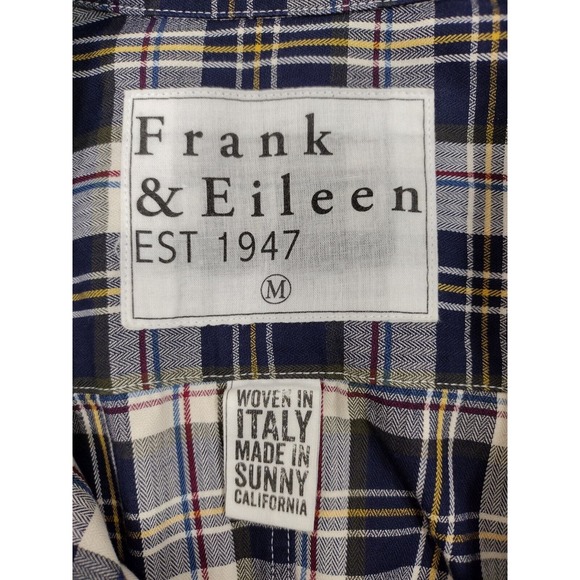 Frank
& Eileen
EST 1947
M
WOVEN IN
ITALY
MADE IN
SUNNY
CALIFORNIA